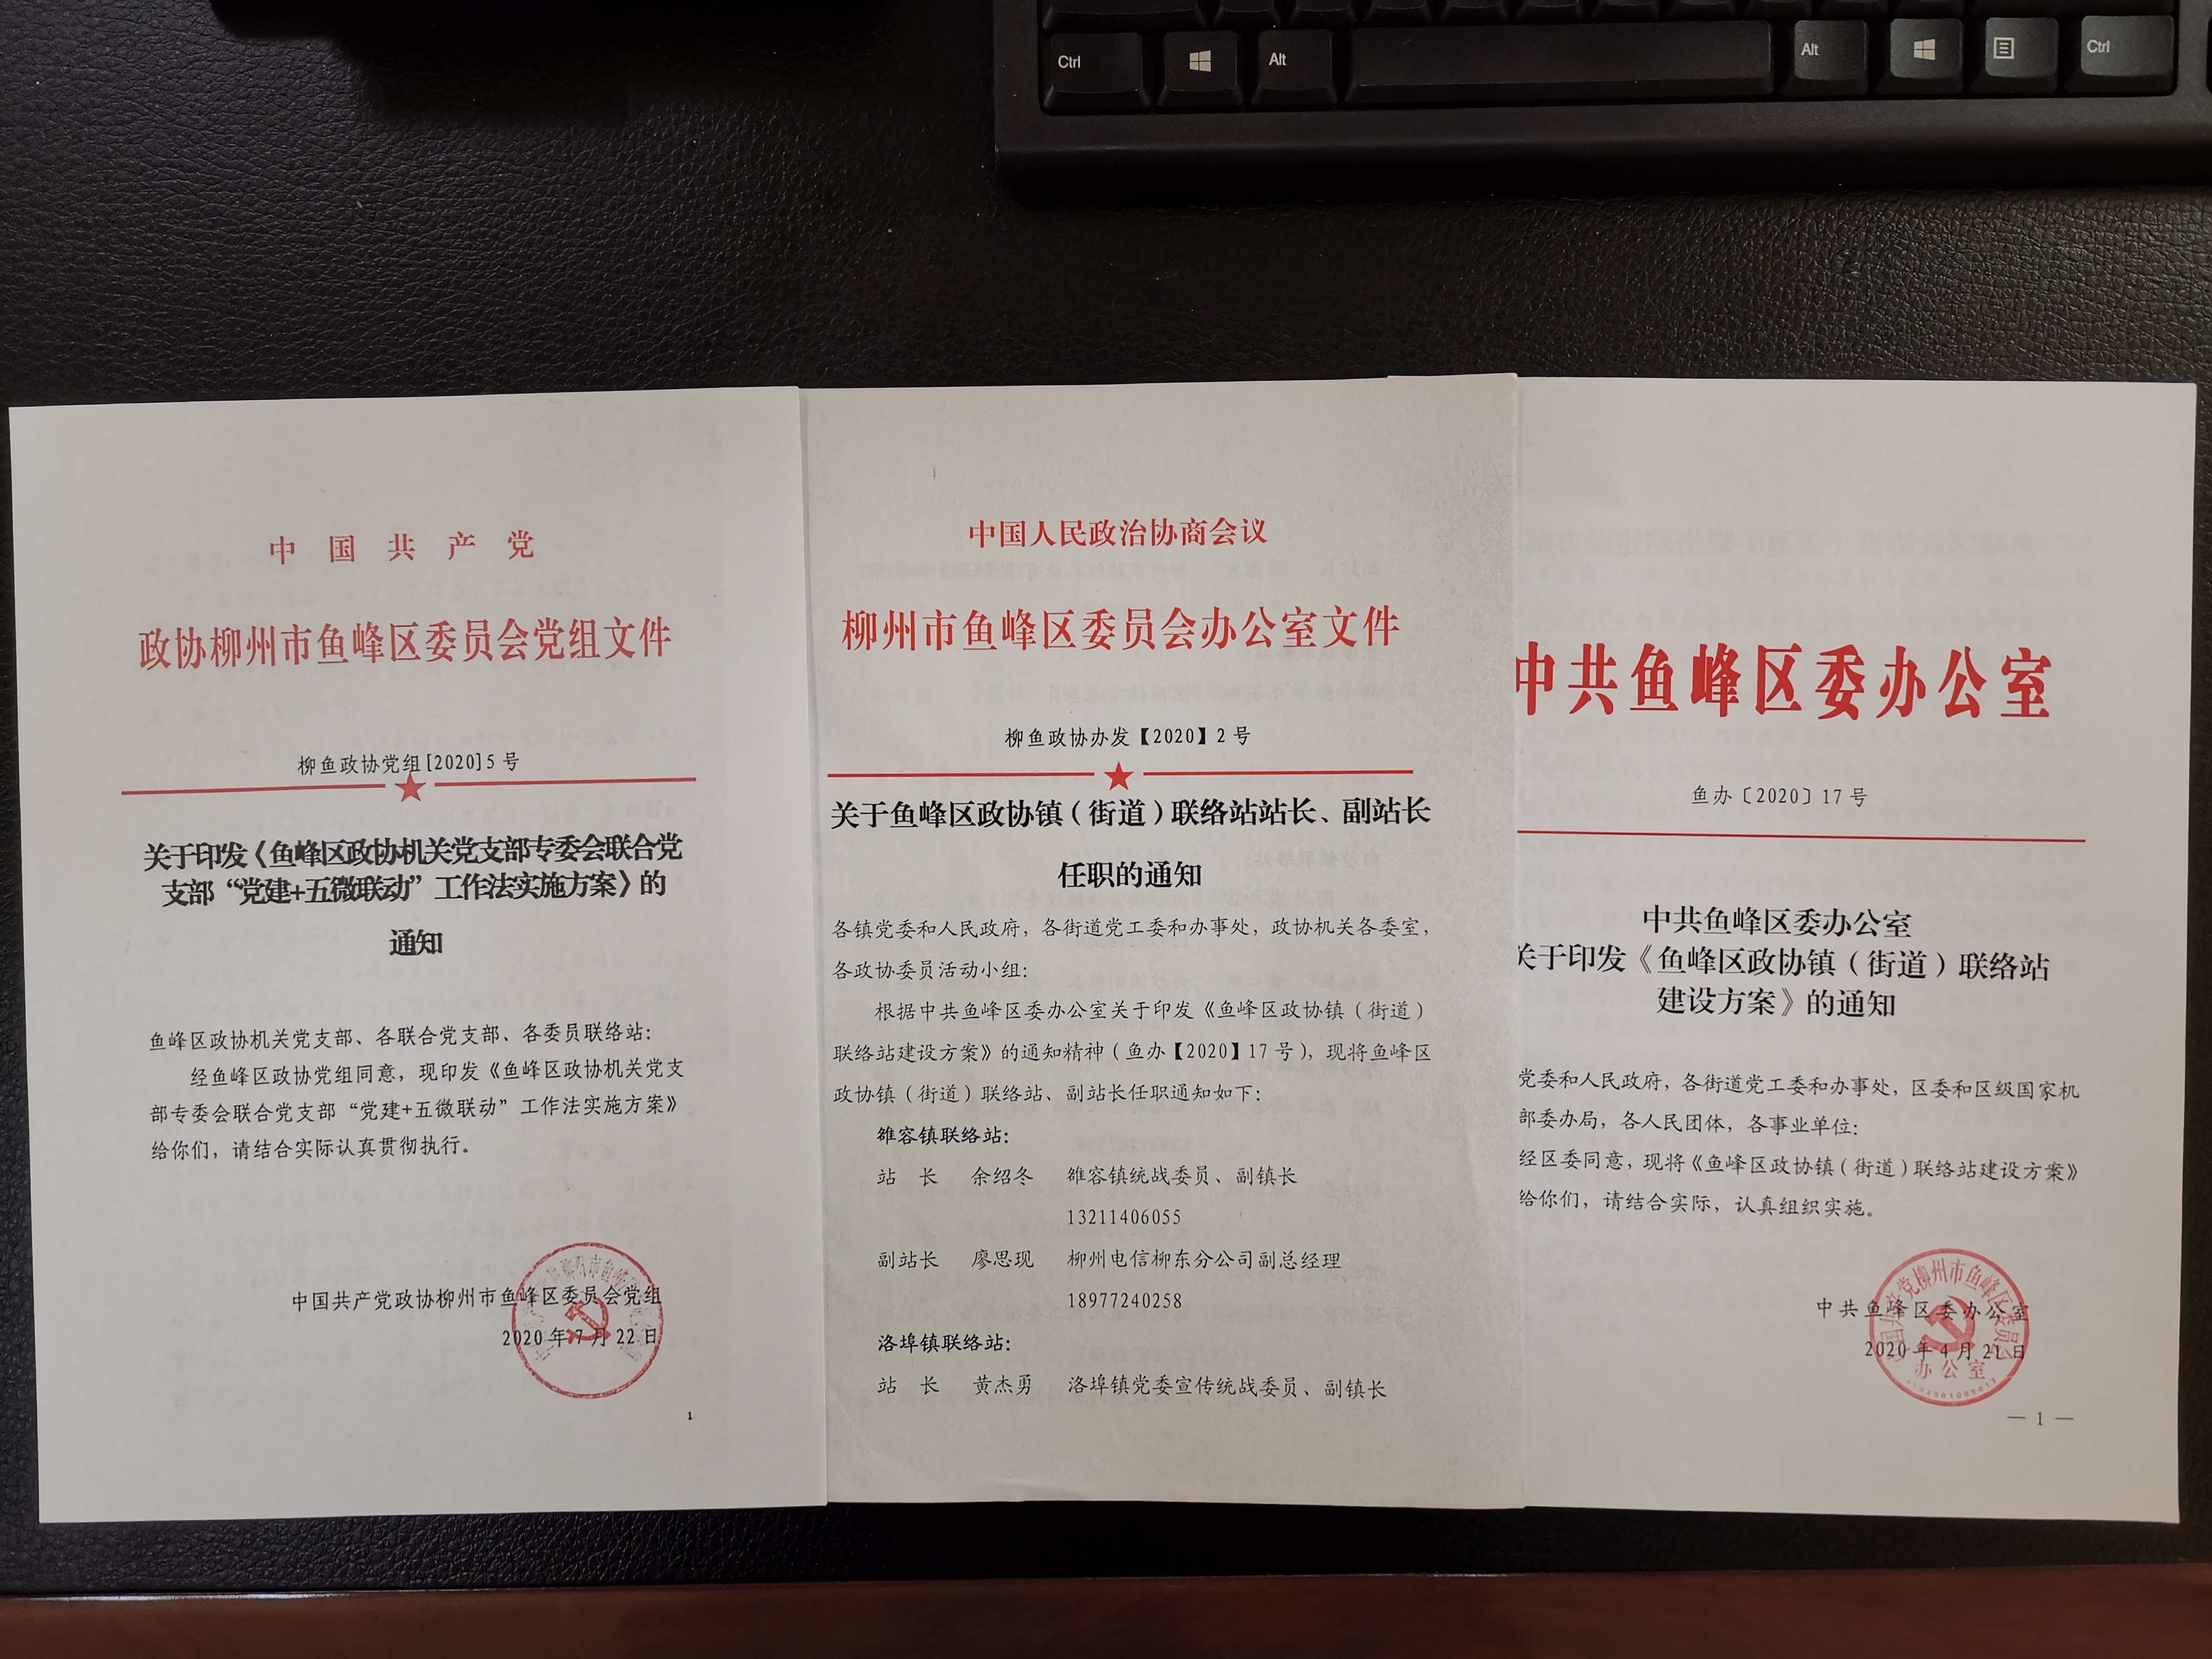 Ctrl
Alt
Alt
Ctrl
中国共产党
政协柳州市鱼峰区委员会党组文件
柳鱼政协党组[2020]5号
关于印发《鱼峰区政协机关党支部专委会联合党
支部“党建+五微联动”工作法实施方案》的
通知
鱼峰区政协机关党支部、各联合党支部、各委员联络站：
经鱼峰区政协党组同意，现印发《鱼峰区政协机关党支
部专委会联合党支部“党建+五微联动”工作法实施方案》
给你们，请结合实际认真贯彻执行。
中国共产党政协柳州市鱼峰区委员会党组
2020年7月22日
1
中国人民政治协商会议
柳州市鱼峰区委员会办公室文件
柳鱼政协办发【2020】2号
关于鱼峰区政协镇（街道）联络站站长、副站长
任职的通知
各镇党委和人民政府，各街道党工委和办事处，政协机关各委室，
各政协委员活动小组：
根据中共鱼峰区委办公室关于印发《鱼峰区政协镇（街道）
联络站建设方案》的通知精神（鱼办【2020】17号），现将鱼峰区
政协镇（街道）联络站、副站长任职通知如下：
雒容镇联络站：
站 长 余绍冬 雒容镇统战委员、副镇长
13211406055
副站长 廖思现 柳州电信柳东分公司副总经理
18977240258
洛埠镇联络站：
站 长 黄杰勇 洛埠镇党委宣传统战委员、副镇长
中共鱼峰区委办公室
鱼办〔2020〕17号
中共鱼峰区委办公室
关于印发《鱼峰区政协镇（街道）联络站
建设方案》的通知
党委和人民政府，各街道党工委和办事处，区委和区级国家机
部委办局，各人民团体，各事业单位：
经区委同意，现将《鱼峰区政协镇（街道）联络站建设方案》
给你们，请结合实际，认真组织实施。
中共鱼峰区委办公室
2020年4月21日
中国共产党柳州市鱼峰区委员会
办公室
— 1 —